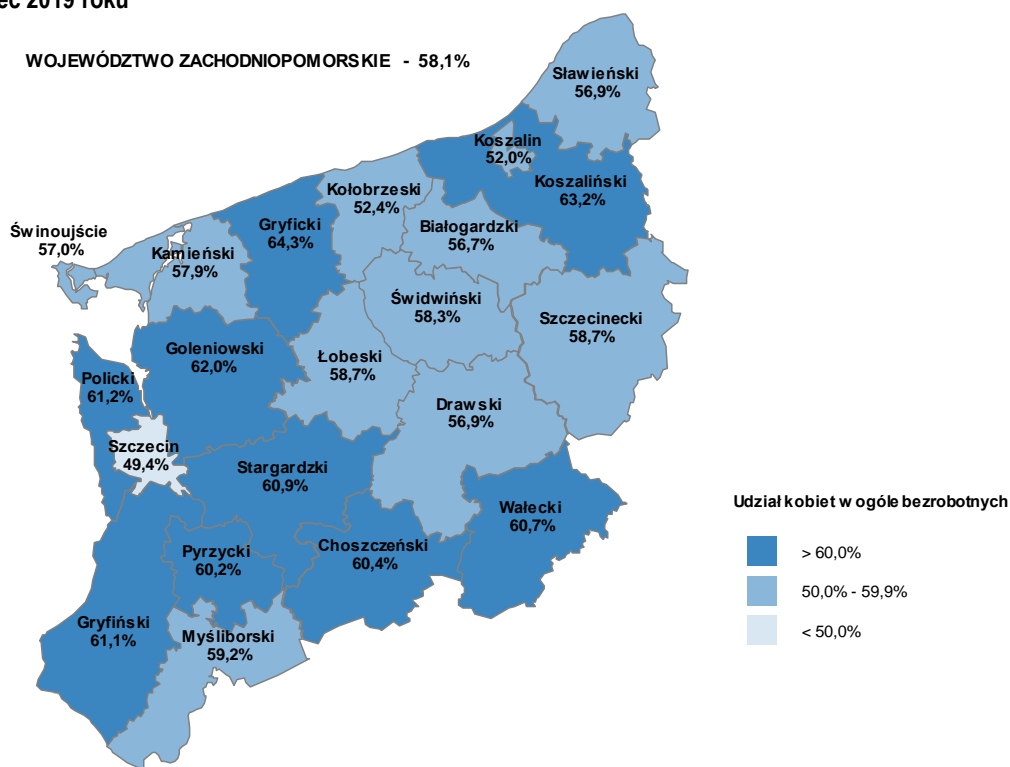 ec 2019 roku
WOJEWÓDZTWO ZACHODNIOPOMORSKIE - 58,1%
Sławieński
56,9%
Koszalin
52,0%
Koszaliński
63,2%
Kołobrzeski
52,4%
Gryficki
64,3%
Białogardzki
56,7%
Świnoujście
57,0%
Kamieński
57,9%
Świdwiński
58,3%
Szczecinecki
58,7%
Goleniowski
62,0%
Łobeski
58,7%
Policki
61,2%
Drawski
56,9%
Szczecin
49,4%
Stargardzki
60,9%
Wałecki
60,7%
Choszczeński
60,4%
Pyrzycki
60,2%
Gryfiński
61,1%
Myśliborski
59,2%
Udział kobiet w ogóle bezrobotnych
> 60,0%
50,0% - 59,9%
< 50,0%